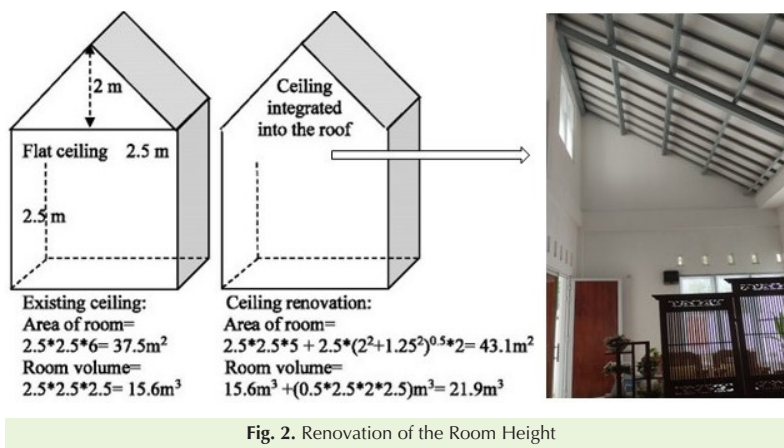 2 m
Flat ceiling 2.5 m
2.5 m
Ceiling
integrated
into the roof
Existing ceiling:
Area of room=
2.5*2.5*6= 37.5m²
Room volume=
2.5*2.5*2.5= 15.6m³
Ceiling renovation:
Area of room=
2.5*2.5*5 + 2.5*(2²+1.25²)⁰·⁵*2= 43.1m²
Room volume=
15.6m³ +(0.5*2.5*2*2.5)m³= 21.9m³
Fig. 2. Renovation of the Room Height